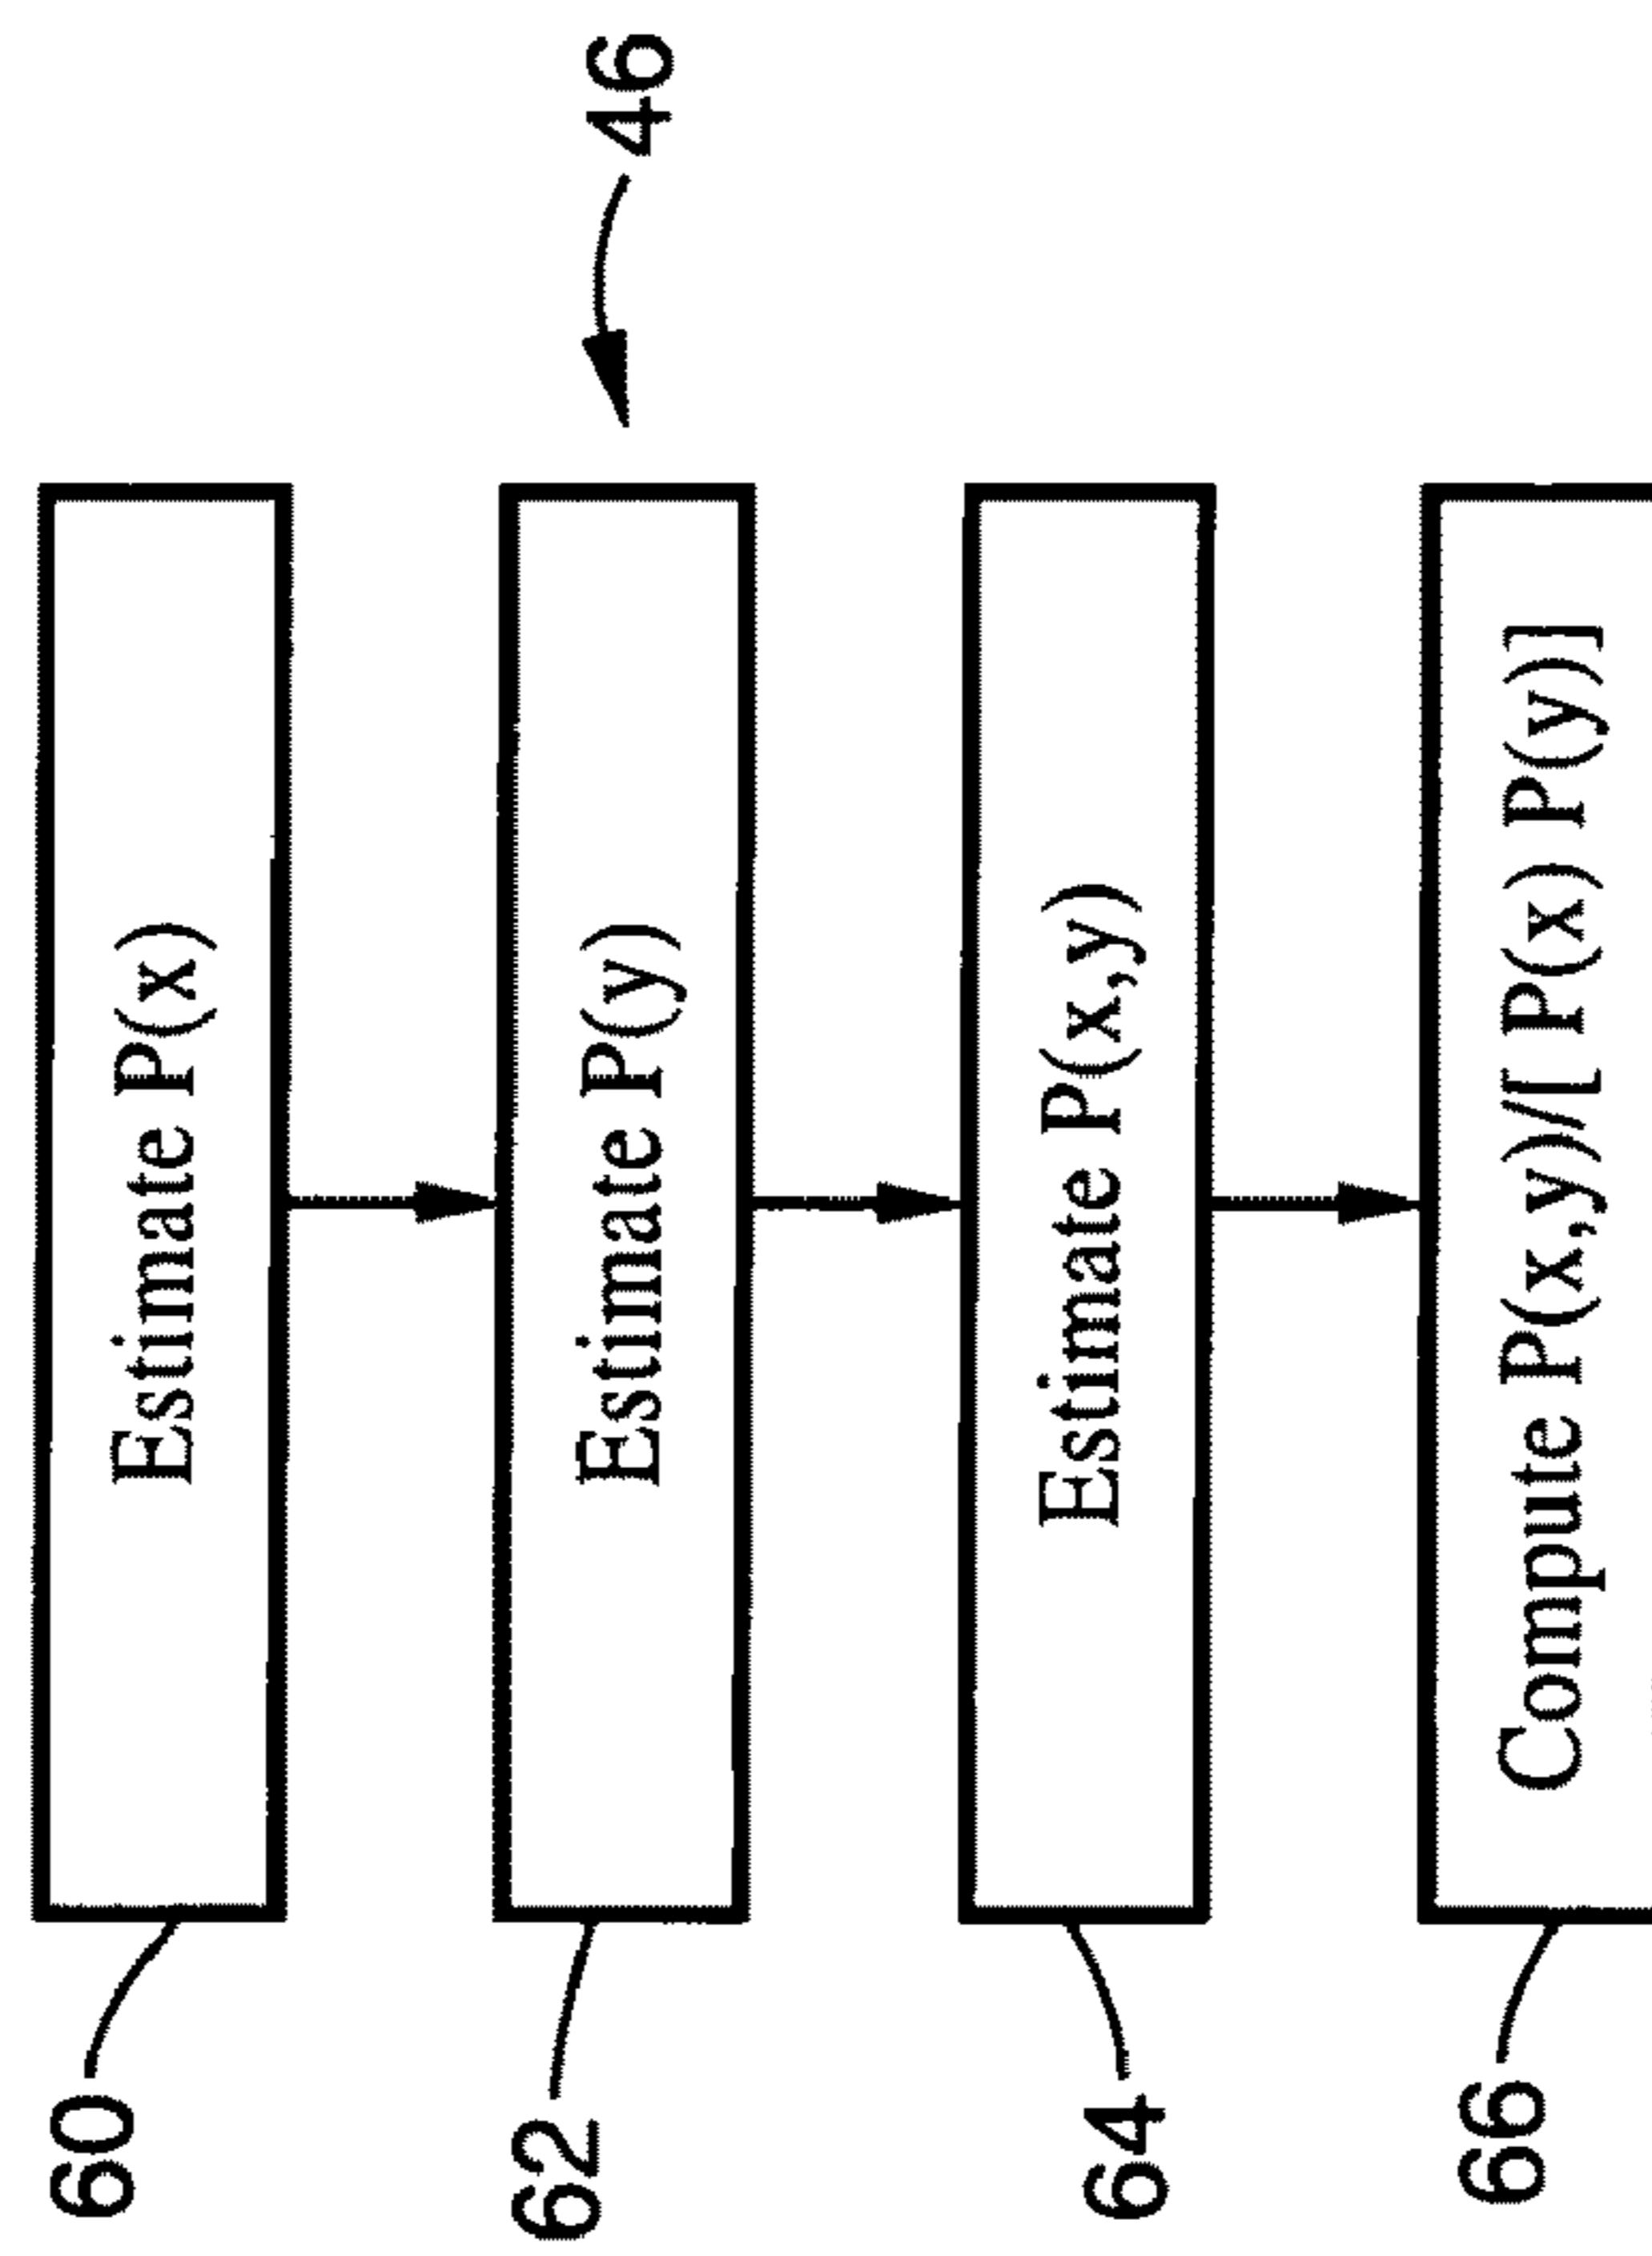 46
60
Estimate P(x)
62
Estimate P(y)
64
Estimate P(x,y)
66
Compute P(x,y)/[ P(x) P(y)]